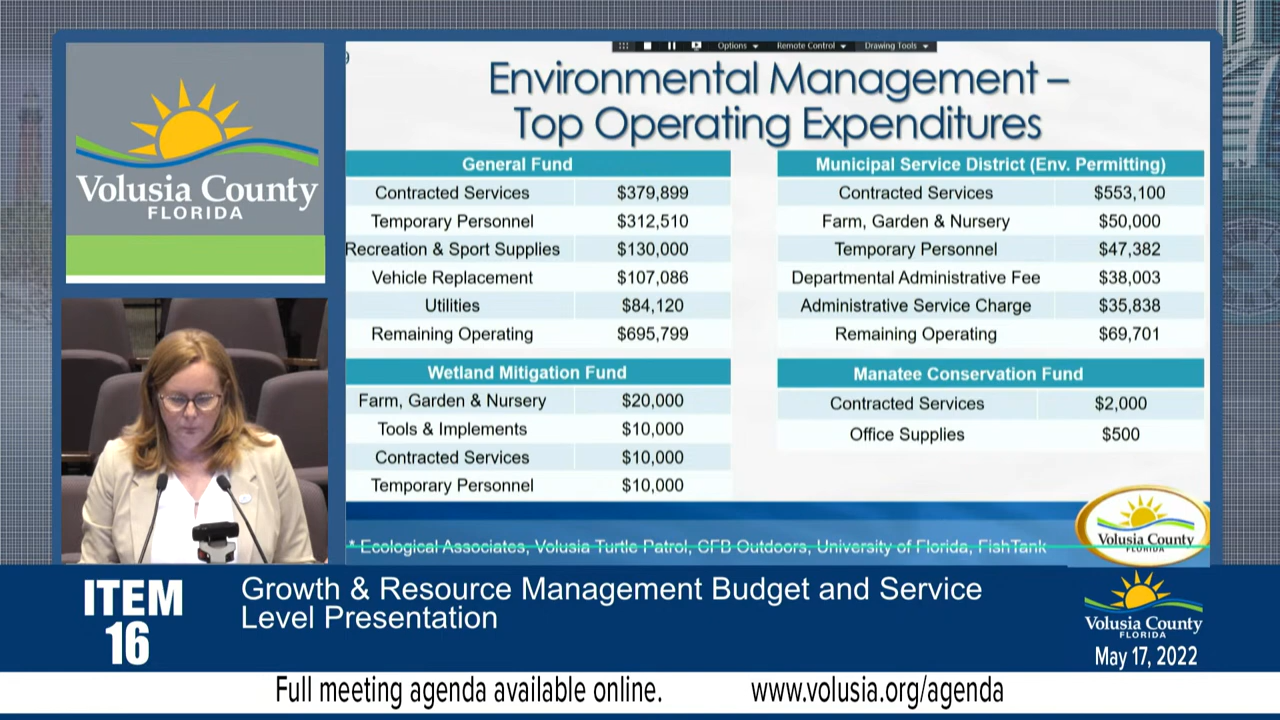 Options
Remote Control
Drawing Tools
9
Environmental Management –
Top Operating Expenditures
Volusia County
FLORIDA
General Fund
Contracted Services $379,899
Temporary Personnel $312,510
Recreation & Sport Supplies $130,000
Vehicle Replacement $107,086
Utilities $84,120
Remaining Operating $695,799
Municipal Service District (Env. Permitting)
Contracted Services $553,100
Farm, Garden & Nursery $50,000
Temporary Personnel $47,382
Departmental Administrative Fee $38,003
Administrative Service Charge $35,838
Remaining Operating $69,701
Wetland Mitigation Fund
Farm, Garden & Nursery $20,000
Tools & Implements $10,000
Contracted Services $10,000
Temporary Personnel $10,000
Manatee Conservation Fund
Contracted Services $2,000
Office Supplies $500
* Ecological Associates, Volusia Turtle Patrol, CFB Outdoors, University of Florida, FishTank
Volusia County
FLORIDA
ITEM
16
Growth & Resource Management Budget and Service
Level Presentation
Volusia County
FLORIDA
May 17, 2022
Full meeting agenda available online. www.volusia.org/agenda